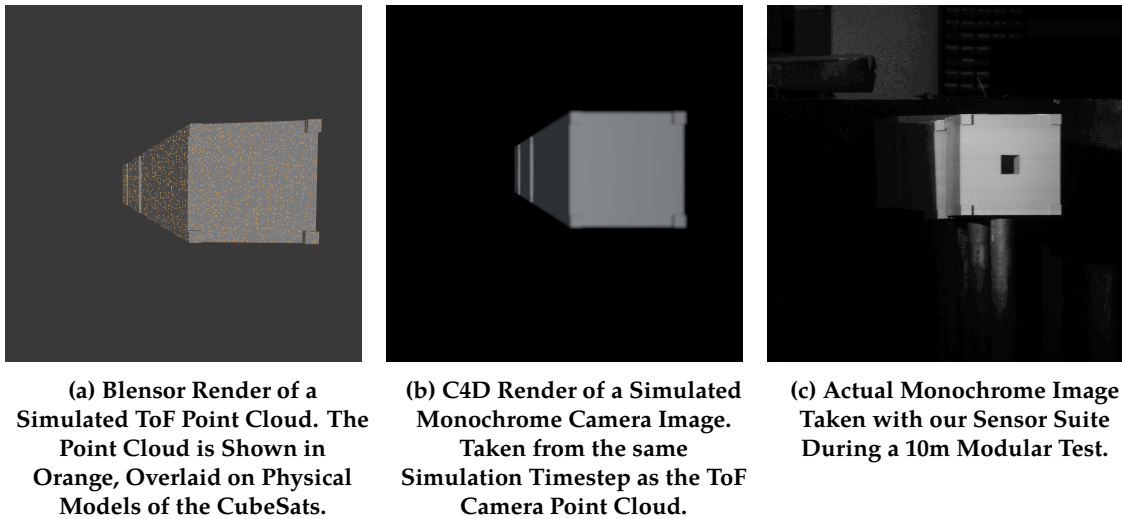 (a) Blensor Render of a
Simulated ToF Point Cloud. The
Point Cloud is Shown in
Orange, Overlaid on Physical
Models of the CubeSats.
(b) C4D Render of a Simulated
Monochrome Camera Image.
Taken from the same
Simulation Timestep as the ToF
Camera Point Cloud.
(c) Actual Monochrome Image
Taken with our Sensor Suite
During a 10m Modular Test.